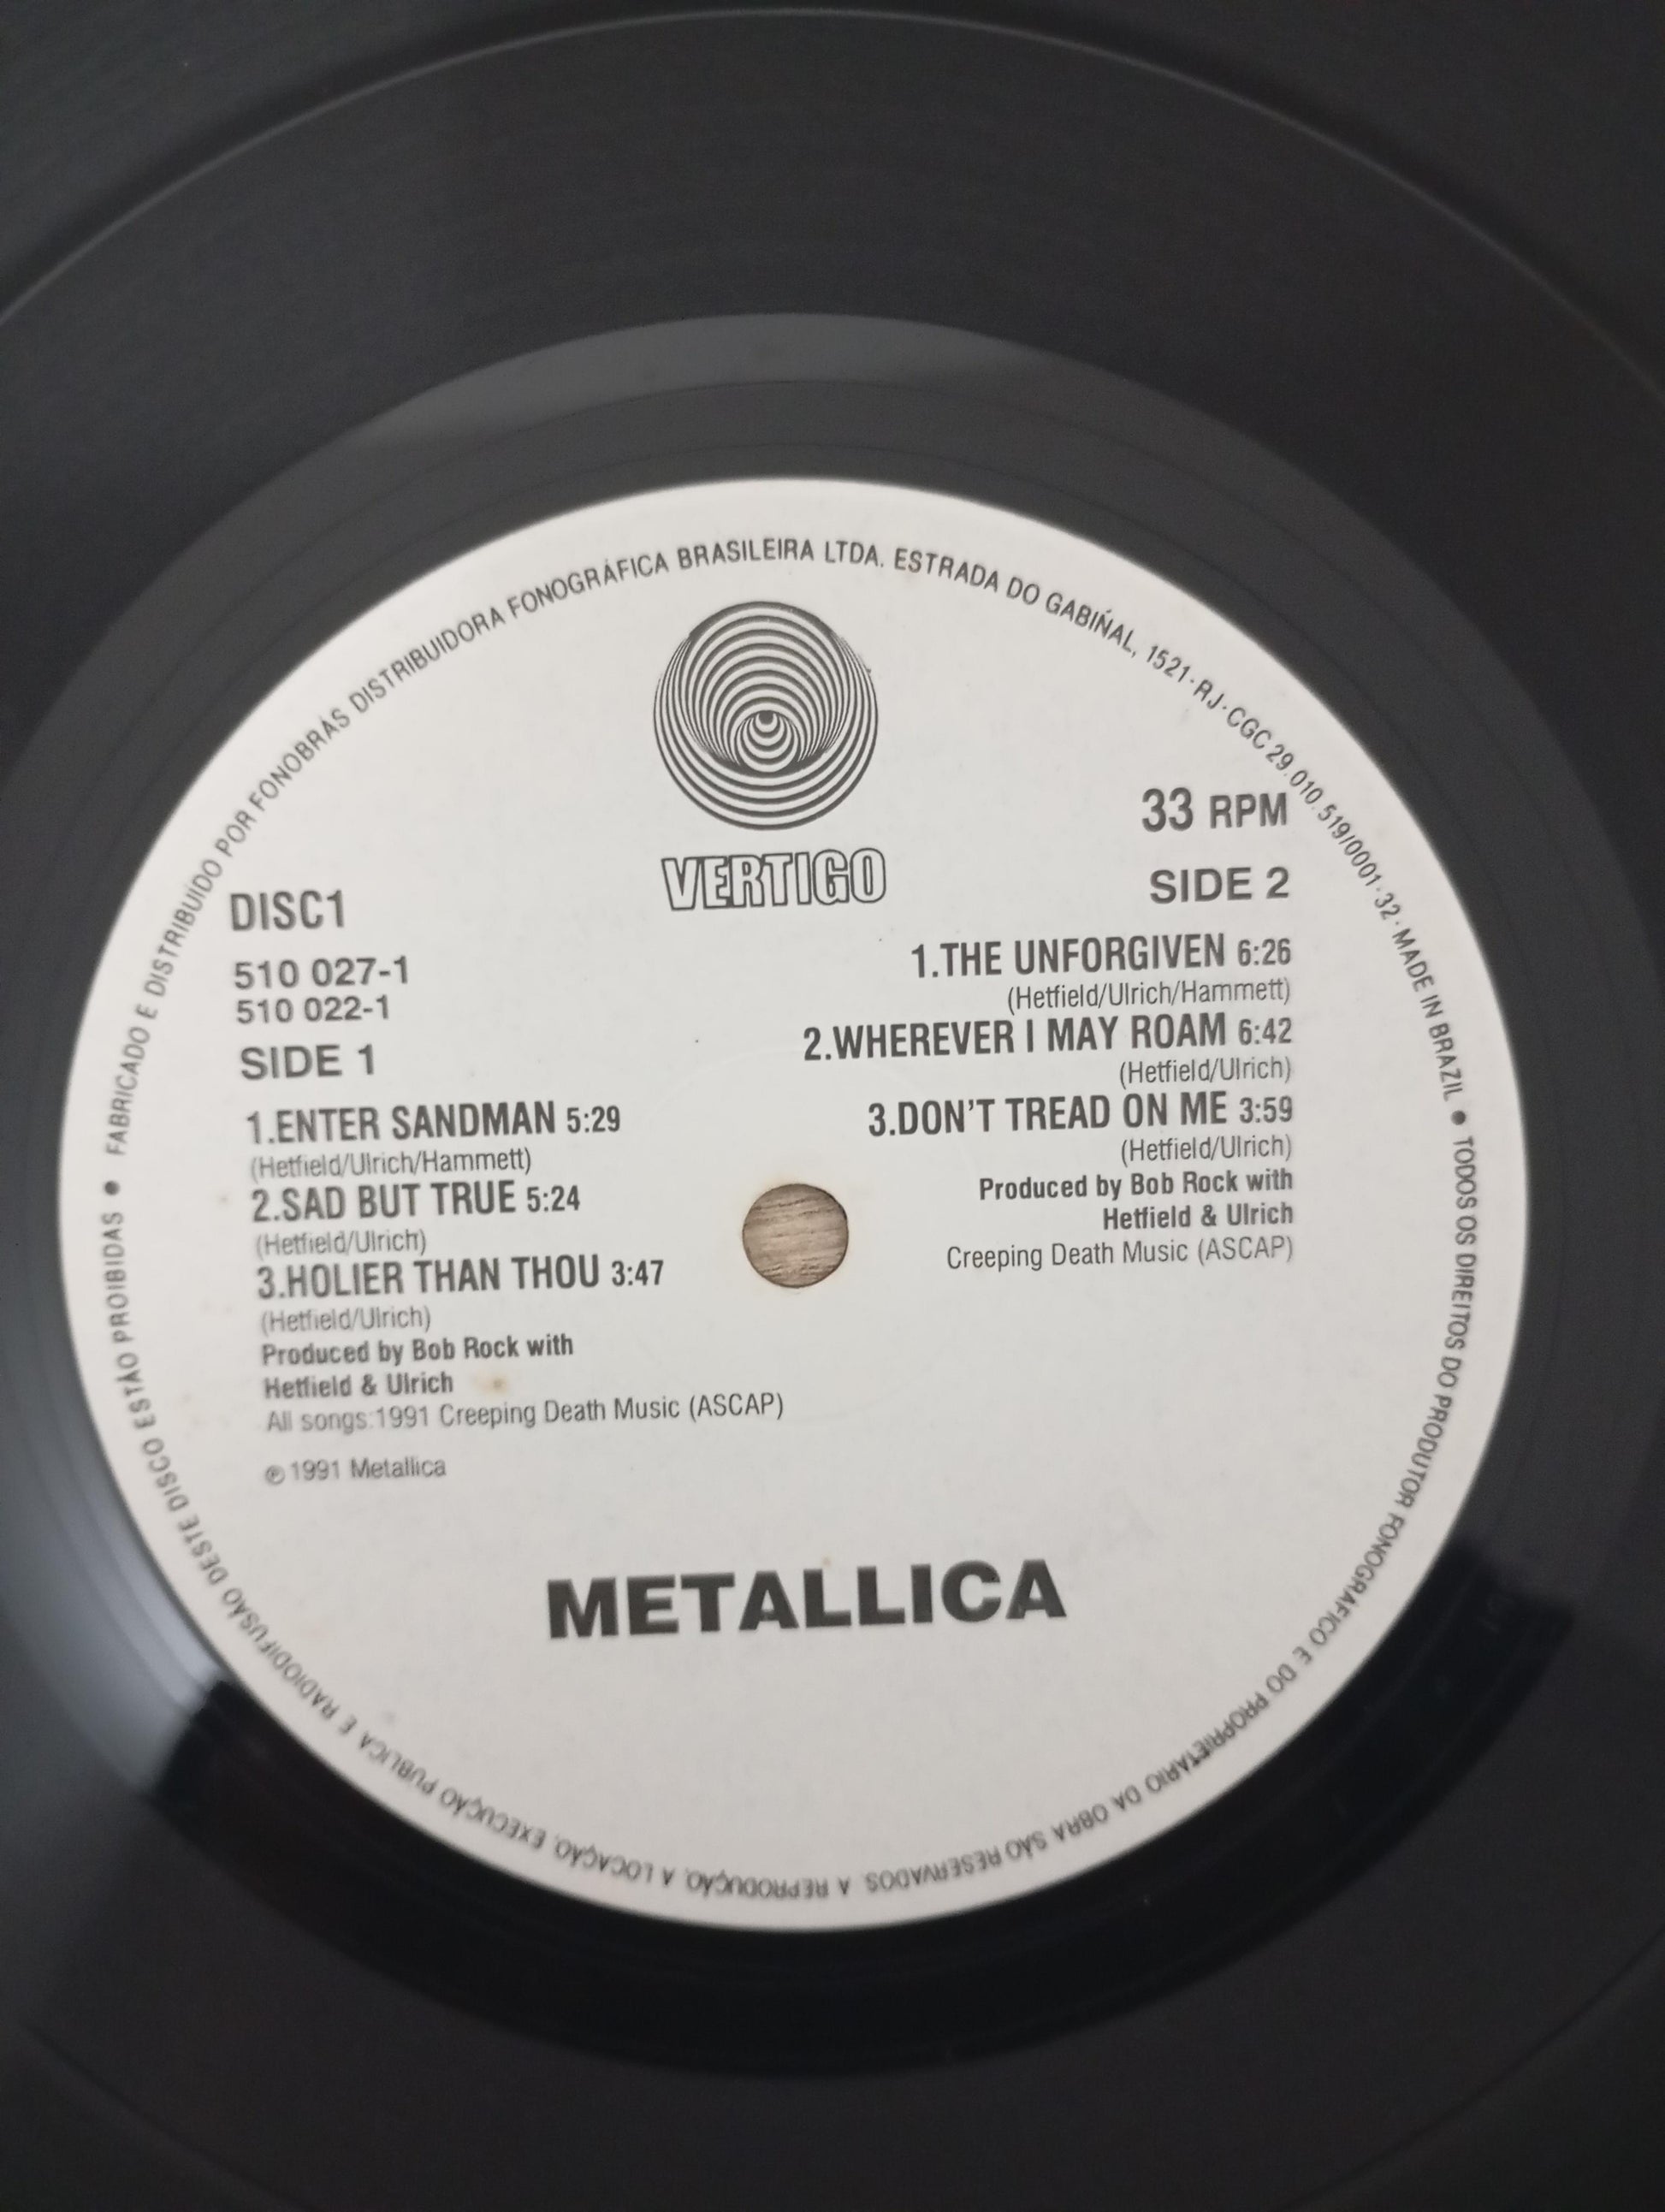 FABRICADO E DISTRIBUÍDO POR FONOBRÁS DISTRIBUIDORA FONOGRÁFICA BRASILEIRA LTDA. ESTRADA DO GABIŃAL, 1521·RJ·CGC 29.010.519/0001·32·MADE IN BRAZIL ● TODOS OS DIREITOS DO PRODUTOR FONOGRÁFICO E DO PROPRIETÁRIO DA OBRA SÃO RESERVADOS. A REPRODUÇÃO, A LOCAÇÃO, EXECUÇÃO PÚBLICA E RADIODIFUSÃO DESTE DISCO ESTÃO PROIBIDAS ●
VERTIGO
DISC1
510 027-1
510 022-1
SIDE 1
1.ENTER SANDMAN 5:29
(Hetfield/Ulrich/Hammett)
2.SAD BUT TRUE 5:24
(Hetfield/Ulrich)
3.HOLIER THAN THOU 3:47
(Hetfield/Ulrich)
Produced by Bob Rock with
Hetfield & Ulrich
All songs:1991 Creeping Death Music (ASCAP)
℗ 1991 Metallica
33 RPM
SIDE 2
1.THE UNFORGIVEN 6:26
(Hetfield/Ulrich/Hammett)
2.WHEREVER I MAY ROAM 6:42
(Hetfield/Ulrich)
3.DON'T TREAD ON ME 3:59
(Hetfield/Ulrich)
Produced by Bob Rock with
Hetfield & Ulrich
Creeping Death Music (ASCAP)
METALLICA